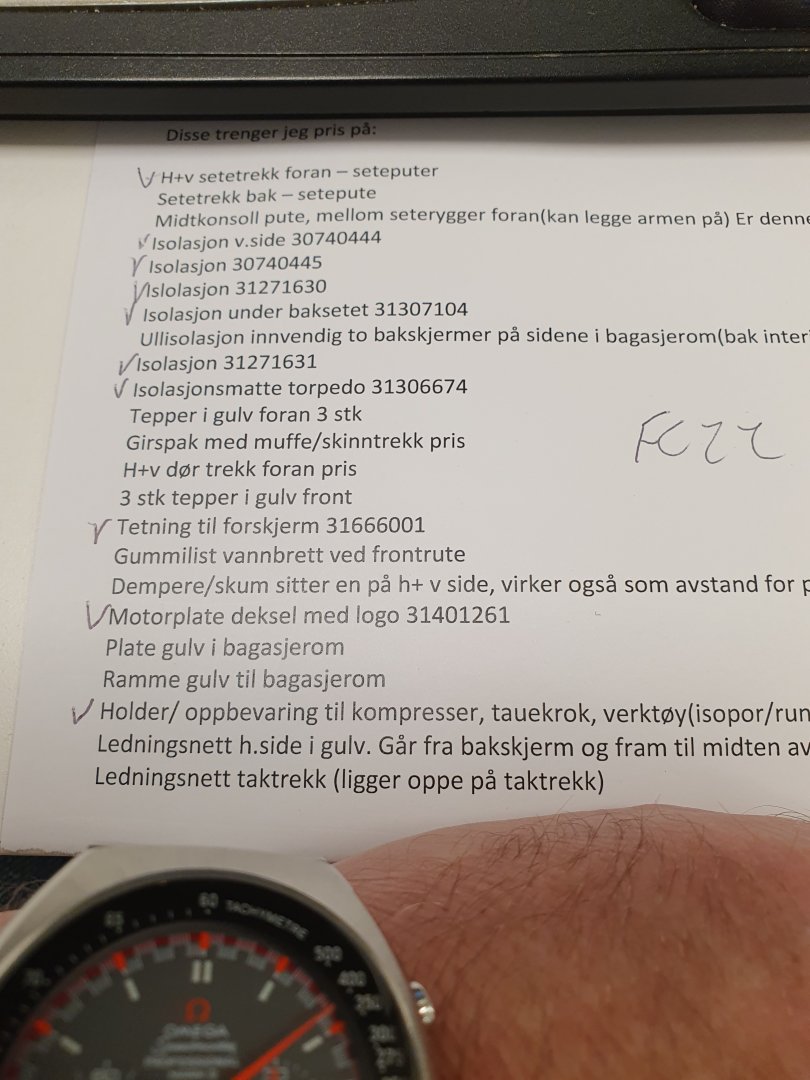 Disse trenger jeg pris på:
H+v setetrekk foran – seteputer
Setetrekk bak – setepute
Midtkonsoll pute, mellom seterygger foran(kan legge armen på) Er denne
Isolasjon v.side 30740444
Isolasjon 30740445
Islolasjon 31271630
Isolasjon under baksetet 31307104
Ullisolasjon innvendig to bakskjermer på sidene i bagasjerom(bak inter
Isolasjon 31271631
Isolasjonsmatte torpedo 31306674
Tepper i gulv foran 3 stk
Girspak med muffe/skinntrekk pris
H+v dør trekk foran pris
3 stk tepper i gulv front
Tetning til forskjerm 31666001
Gummilist vannbrett ved frontrute
Dempere/skum sitter en på h+ v side, virker også som avstand for p
Motorplate deksel med logo 31401261
Plate gulv i bagasjerom
Ramme gulv til bagasjerom
Holder/ oppbevaring til kompresser, tauekrok, verktøy(isopor/run
Ledningsnett h.side i gulv. Går fra bakskjerm og fram til midten av
Ledningsnett taktrekk (ligger oppe på taktrekk)
60 TACHYMETRE 500 400
OMEGA